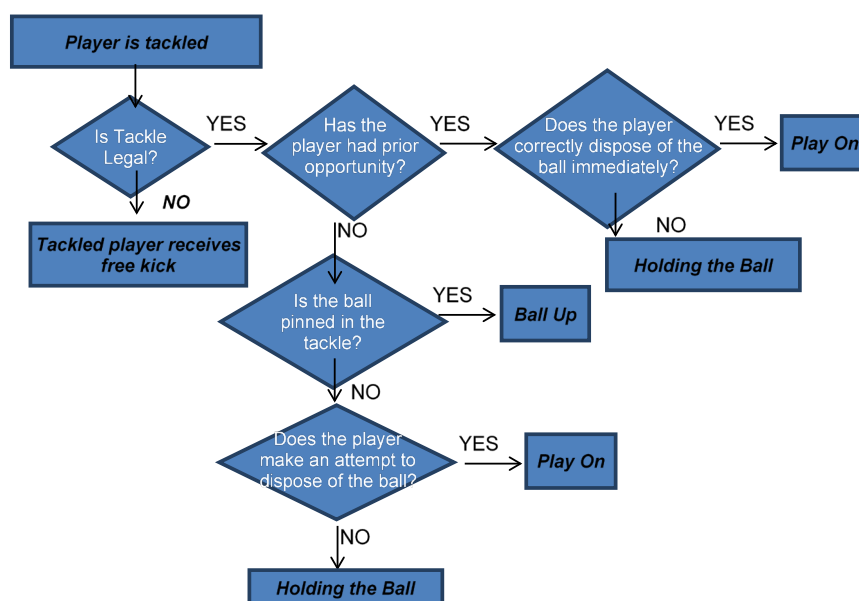 Player is tackled
Is Tackle
Legal?
YES
Has the
player had prior
opportunity?
YES
Does the player
correctly dispose of the
ball immediately?
YES
Play On
NO
Tackled player receives
free kick
NO
NO
Holding the Ball
Is the ball
pinned in the
tackle?
YES
Ball Up
NO
Does the player
make an attempt to
dispose of the ball?
YES
Play On
NO
Holding the Ball